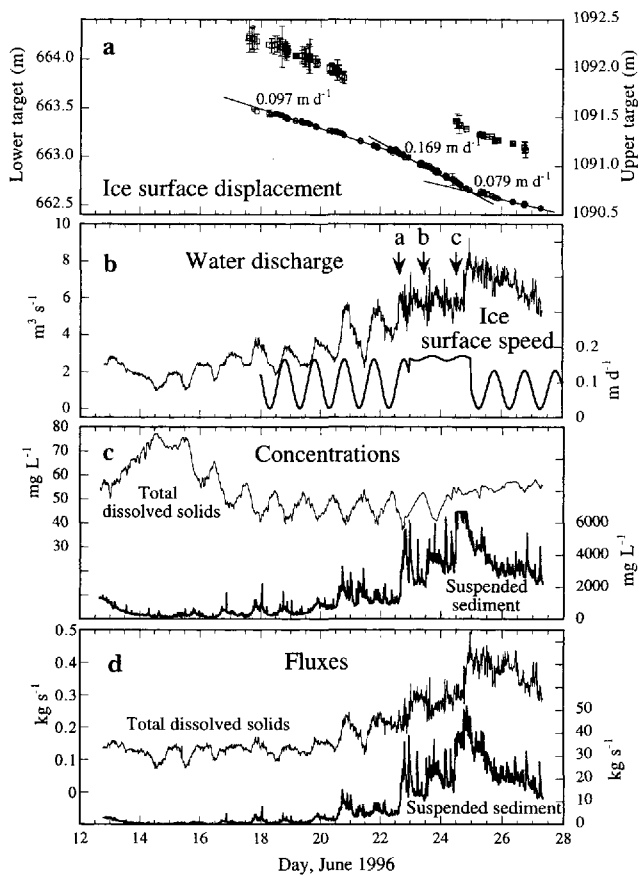 a
Lower target (m)
664.0
663.5
663.0
662.5
1092.5
1092.0
1091.5
1091.0
1090.5
Upper target (m)
0.097 m d⁻¹
0.169 m d⁻¹
0.079 m d⁻¹
Ice surface displacement
b
Water discharge
a b c
m³ s⁻¹
10
8
6
4
2
0
Ice
surface speed
0.2
0.1
0
m d⁻¹
c
Concentrations
mg L⁻¹
80
70
60
50
40
30
20
Total
dissolved solids
6000
4000
2000
0
mg L⁻¹
Suspended
sediment
d
Fluxes
kg s⁻¹
0.5
0.4
0.3
0.2
0.1
0
Total dissolved solids
50
40
30
20
10
0
kg s⁻¹
Suspended sediment
12 14 16 18 20 22 24 26 28
Day, June 1996